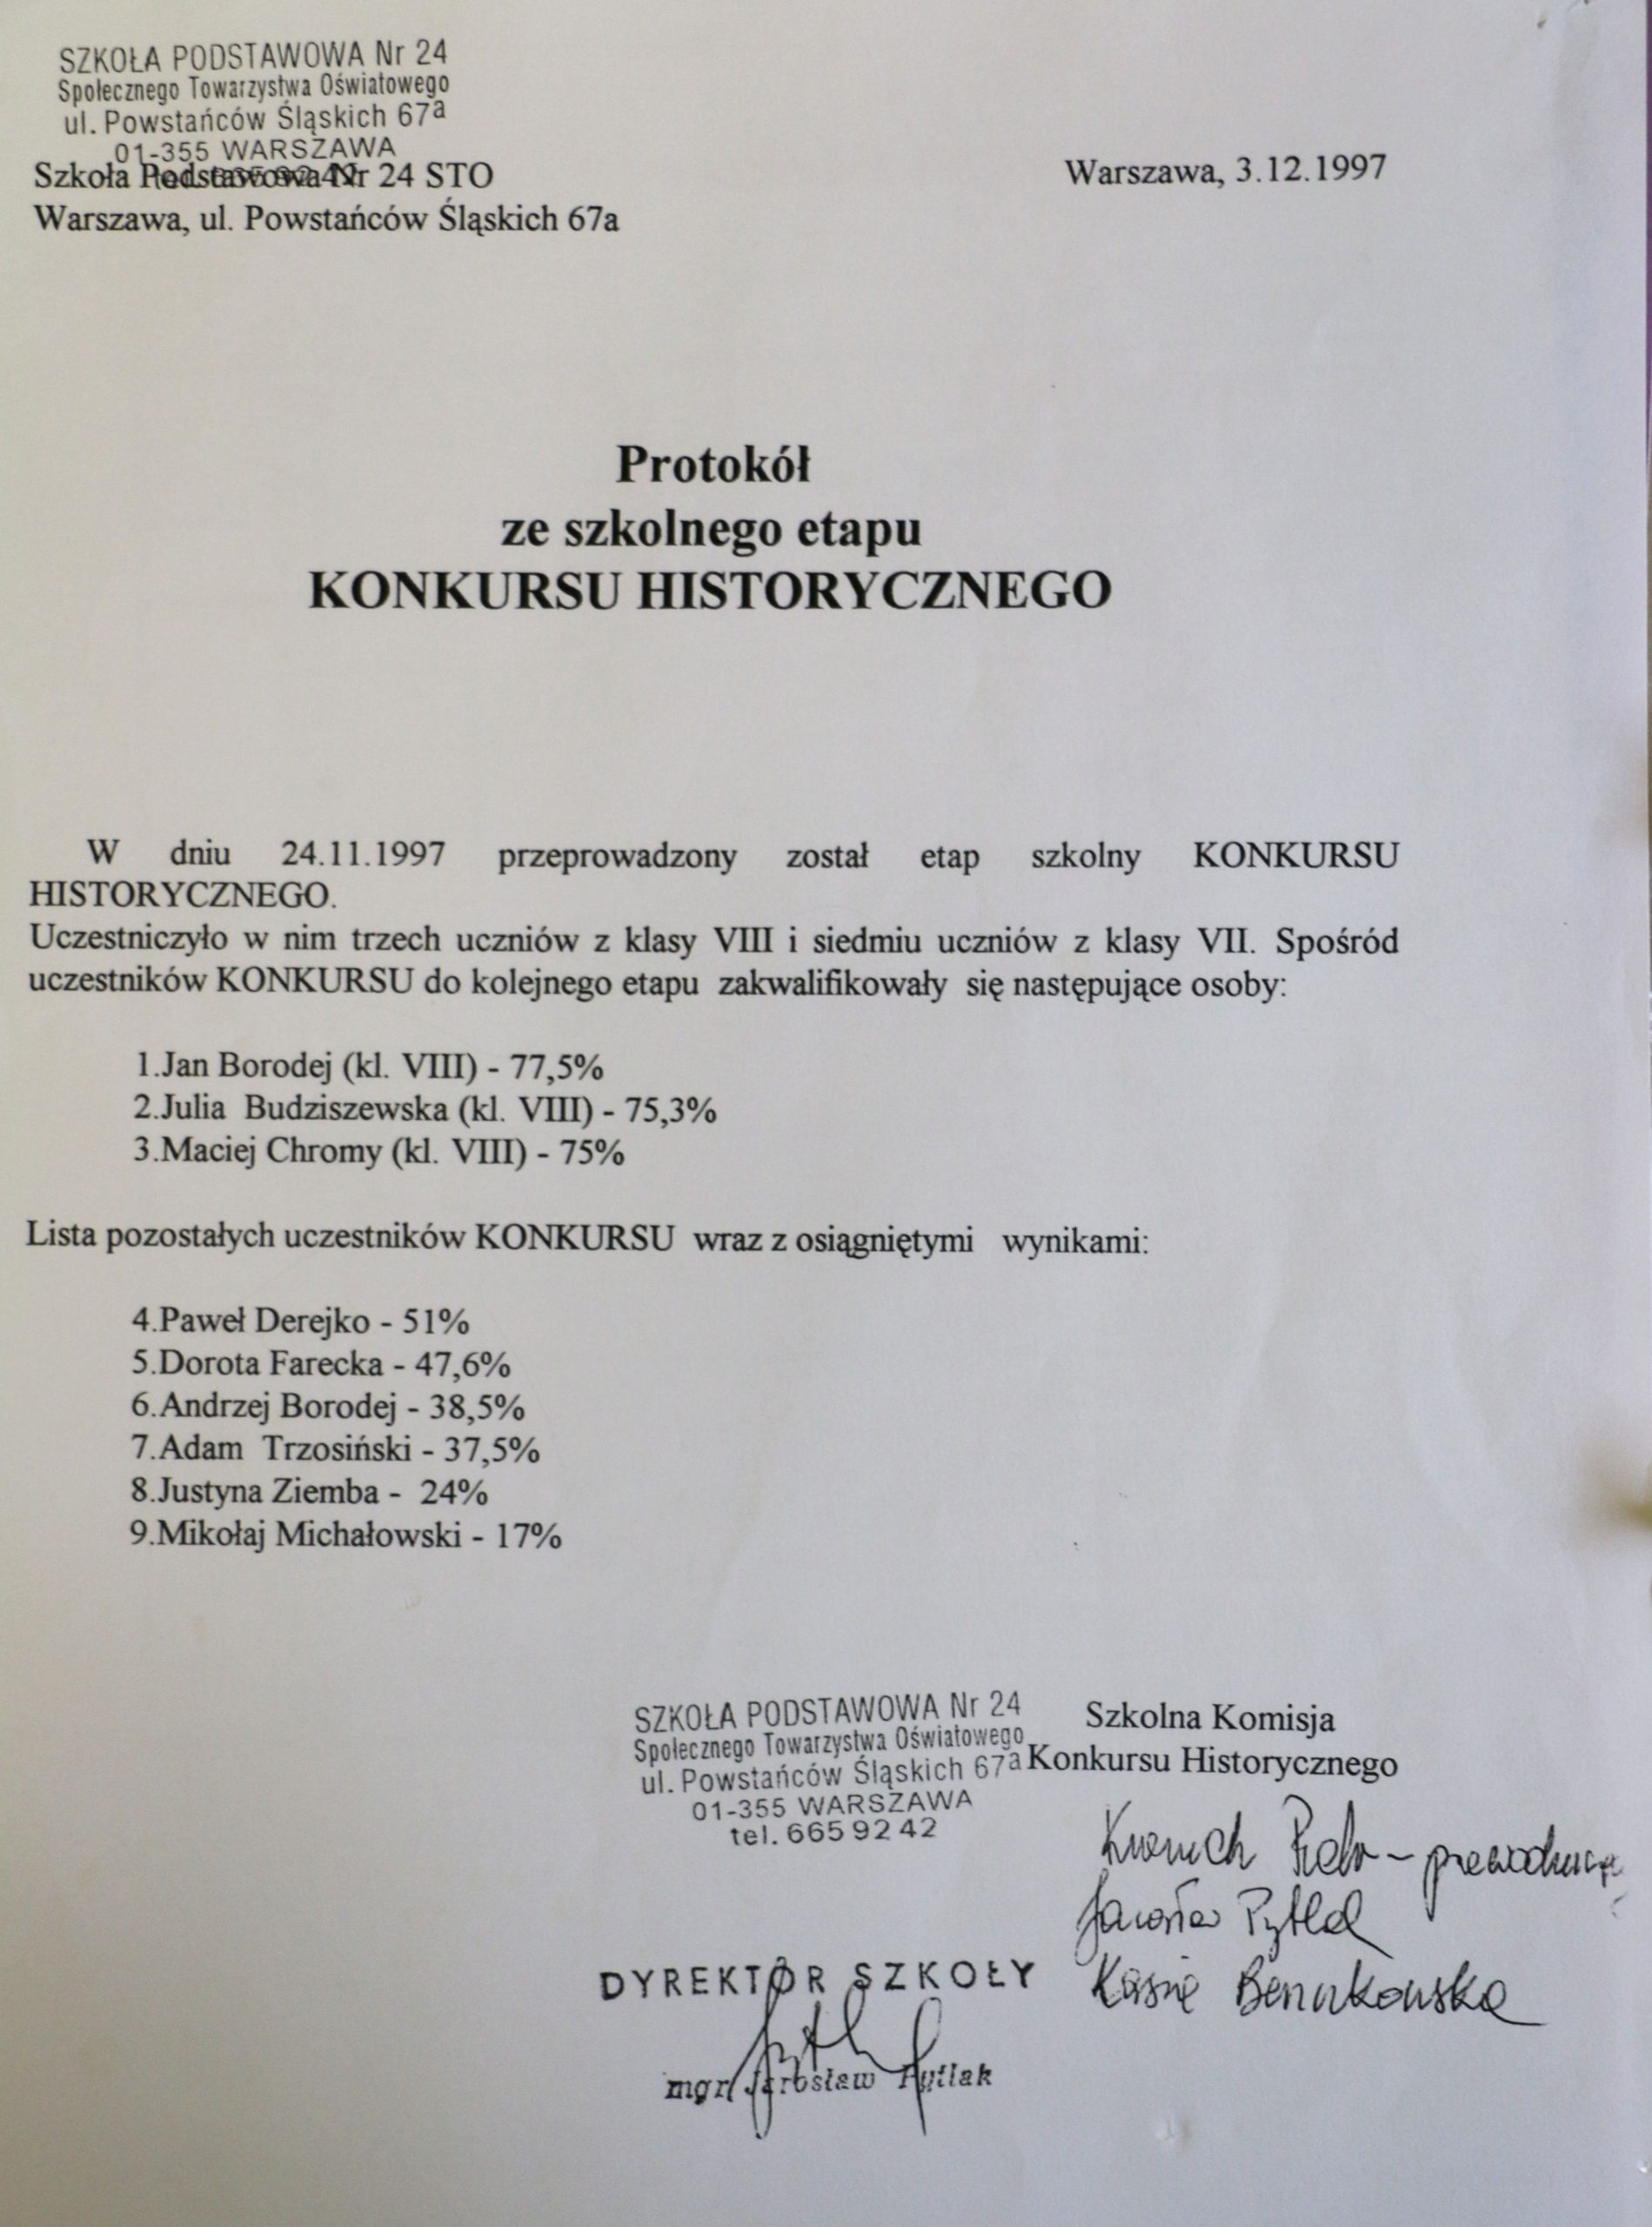 SZKOŁA PODSTAWOWA Nr 24
Społecznego Towarzystwa Oświatowego
ul. Powstańców Śląskich 67a
01-355 WARSZAWA
Szkoła Podstawowa Nr 24 STO
Warszawa, ul. Powstańców Śląskich 67a
Warszawa, 3.12.1997
Protokół
ze szkolnego etapu
KONKURSU HISTORYCZNEGO
W dniu 24.11.1997 przeprowadzony został etap szkolny KONKURSU
HISTORYCZNEGO.
Uczestniczyło w nim trzech uczniów z klasy VIII i siedmiu uczniów z klasy VII. Spośród
uczestników KONKURSU do kolejnego etapu zakwalifikowały się następujące osoby:
1.Jan Borodej (kl. VIII) - 77,5%
2.Julia Budziszewska (kl. VIII) - 75,3%
3.Maciej Chromy (kl. VIII) - 75%
Lista pozostałych uczestników KONKURSU wraz z osiągniętymi wynikami:
4.Paweł Derejko - 51%
5.Dorota Farecka - 47,6%
6.Andrzej Borodej - 38,5%
7.Adam Trzosiński - 37,5%
8.Justyna Ziemba - 24%
9.Mikołaj Michałowski - 17%
SZKOŁA PODSTAWOWA Nr 24
Społecznego Towarzystwa Oświatowego
ul. Powstańców Śląskich 67a
01-355 WARSZAWA
tel. 665 92 42
Szkolna Komisja
Konkursu Historycznego
DYREKTOR SZKOŁY
mgr Jarosław Pytlak